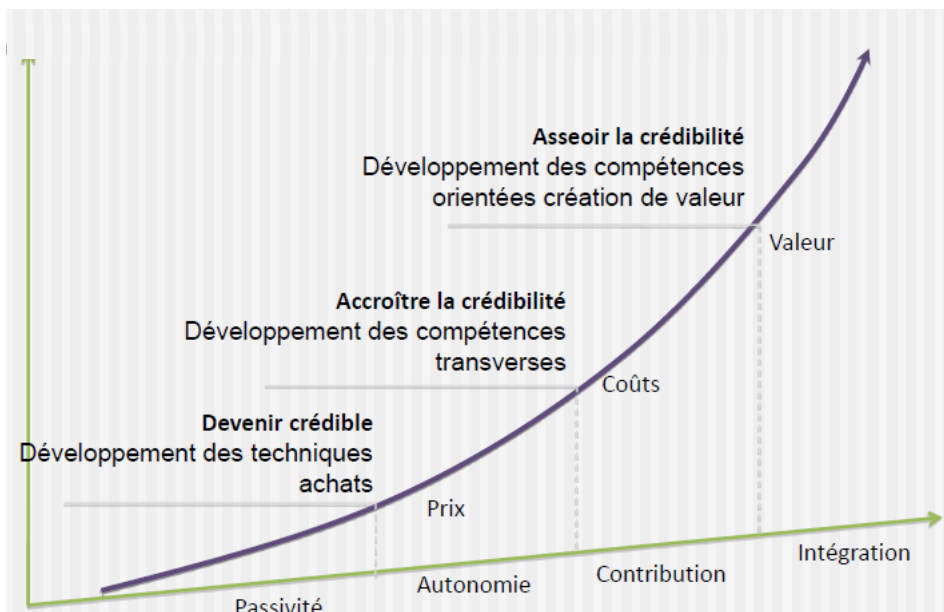 Asseoir la crédibilité
Développement des compétences
orientées création de valeur
Valeur
Accroître la crédibilité
Développement des compétences
transverses
Coûts
Devenir crédible
Développement des techniques
achats
Prix
Intégration
Contribution
Autonomie
Passivité